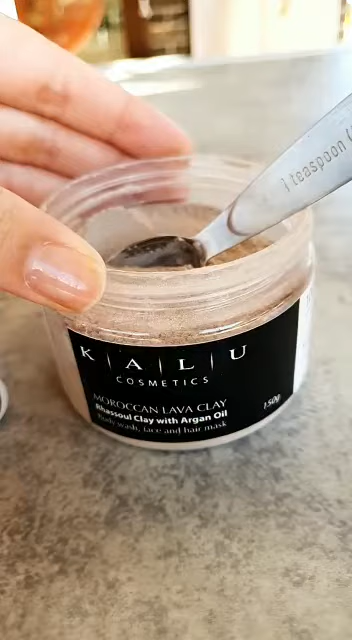 1 teaspoon (
K | A | L | U
COSMETICS
MOROCCAN LAVA CLAY
Rhassoul Clay with Argan Oil
Body wash, face and hair mask
150g